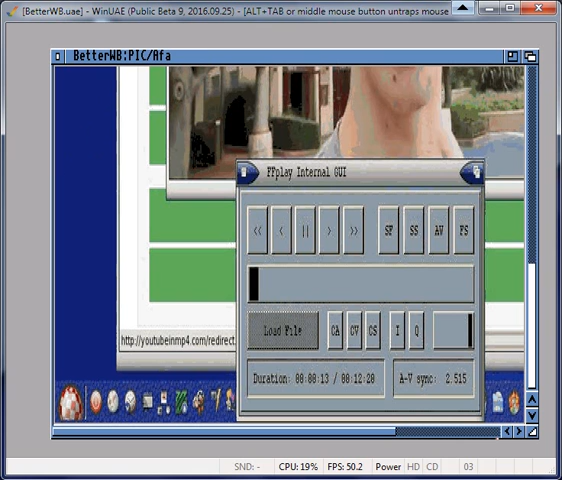 [BetterWB.uae] - WinUAE (Public Beta 9, 2016.09.25) - [ALT+TAB or middle mouse button untraps mouse
BetterWB:PIC/Afa
FFplay Internal GUI
<< < || > >> SF SS AV FS
Load File CA CV CS I Q
http://youtubeinmp4.com/redirect.
Duration: 00:00:13 / 00:12:20 A-V sync: 2.515
SND: - CPU: 19% FPS: 50.2 Power HD CD 03